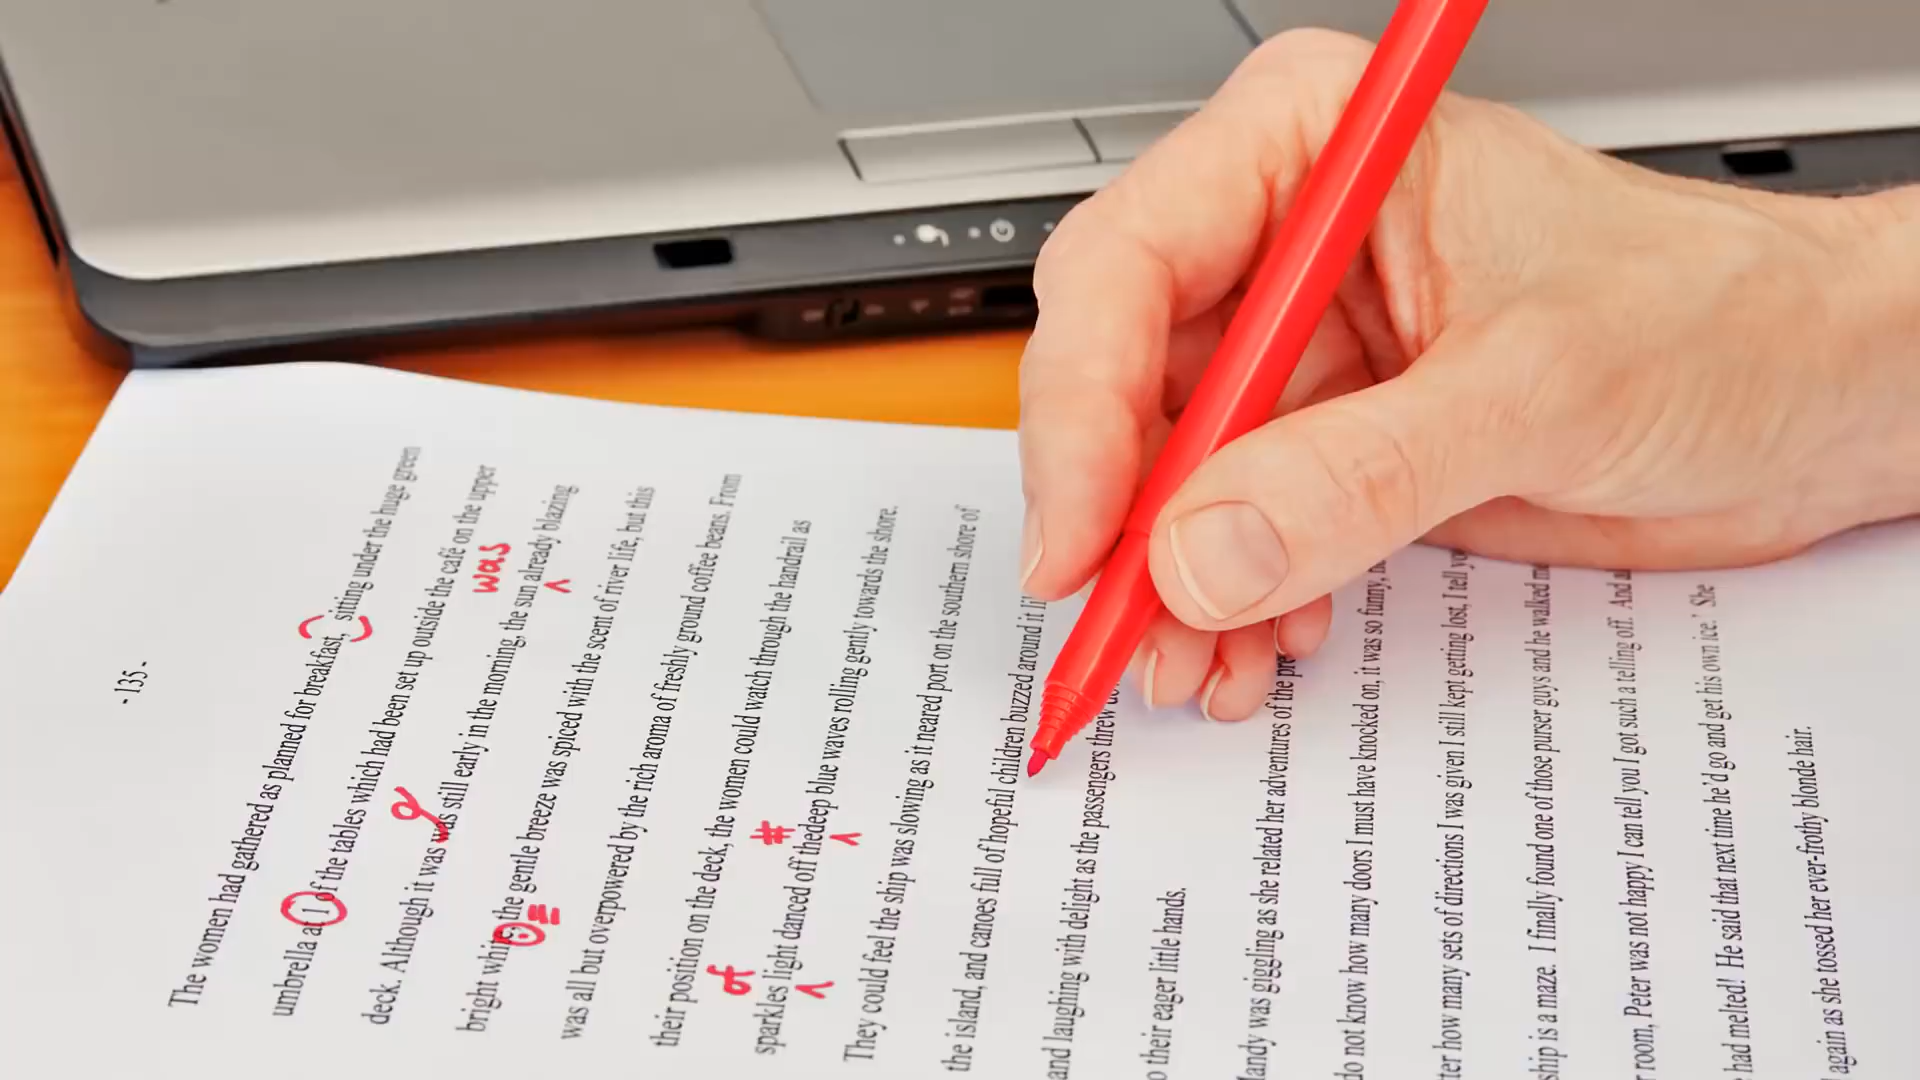 - 135 -
The women had gathered as planned for breakfast, sitting under the huge green
umbrella at 1 of the tables which had been set up outside the café on the upper
was
deck. Although it was was still early in the morning, the sun already blazing
bright white, the gentle breeze was spiced with the scent of river life, but this
was all but overpowered by the rich aroma of freshly ground coffee beans. From
their position on the deck, the women could watch through the handrail as
of #
sparkles light danced off thedeep blue waves rolling gently towards the shore.
They could feel the ship was slowing as it neared port on the southern shore of
the island, and canoes full of hopeful children buzzed around it
and laughing with delight as the passengers threw
their eager little hands.
was giggling as she related her adventures of the
do not know how many doors I must have knocked on, it was so funny,
how many sets of directions I was given I still kept getting lost, I tell
ship is a maze. I finally found one of those purser guys and he walked me
room, Peter was not happy I can tell you I got such a telling off. And
had melted! He said that next time he'd go and get his own ice.' She
again as she tossed her ever-frothy blonde hair.